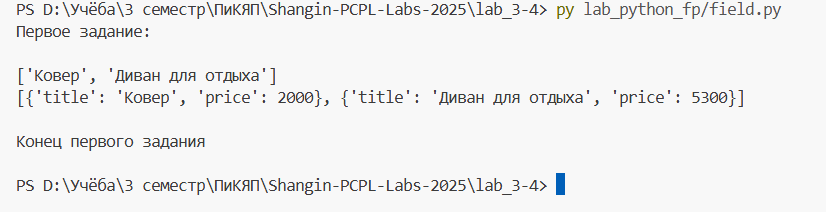 PS D:\Учёба\3 семестр\ПиКЯП\Shangin-PCPL-Labs-2025\lab_3-4> py lab_python_fp/field.py
Первое задание:
['Ковер', 'Диван для отдыха']
[{'title': 'Ковер', 'price': 2000}, {'title': 'Диван для отдыха', 'price': 5300}]
Конец первого задания
PS D:\Учёба\3 семестр\ПиКЯП\Shangin-PCPL-Labs-2025\lab_3-4>